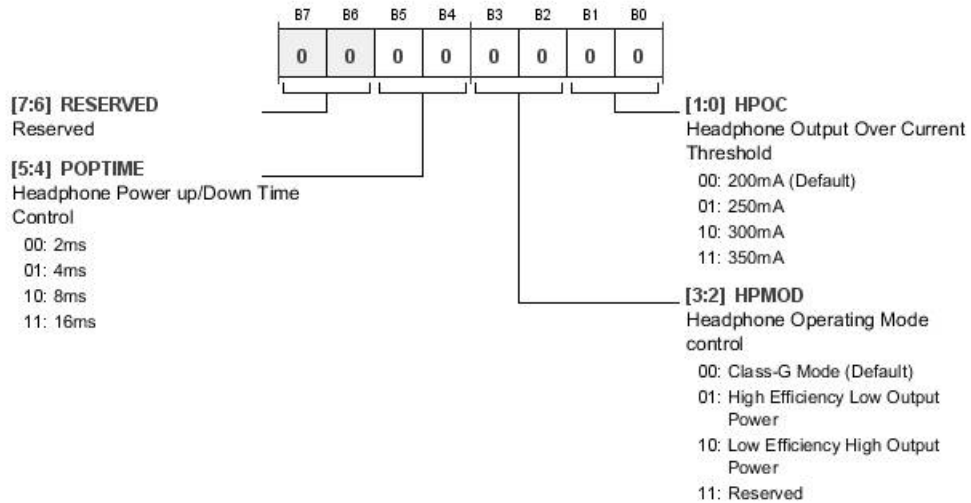 B7 B6 B5 B4 B3 B2 B1 B0
0 0 0 0 0 0 0 0
[7:6] RESERVED
Reserved
[5:4] POPTIME
Headphone Power up/Down Time
Control
00: 2ms
01: 4ms
10: 8ms
11: 16ms
[1:0] HPOC
Headphone Output Over Current
Threshold
00: 200mA (Default)
01: 250mA
10: 300mA
11: 350mA
[3:2] HPMOD
Headphone Operating Mode
control
00: Class-G Mode (Default)
01: High Efficiency Low Output
Power
10: Low Efficiency High Output
Power
11: Reserved